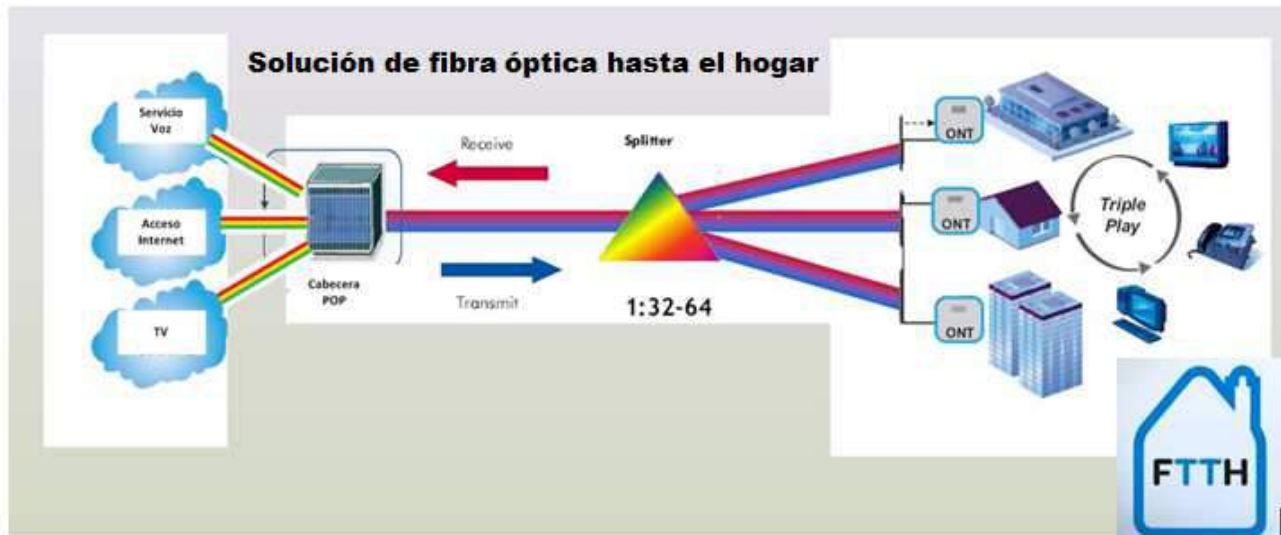 Solución de fibra óptica hasta el hogar
Servicio
Voz
Acceso
Internet
TV
Cabecera
POP
Receive
Transmit
Splitter
1:32-64
ONT
ONT
ONT
Triple
Play
FTTH